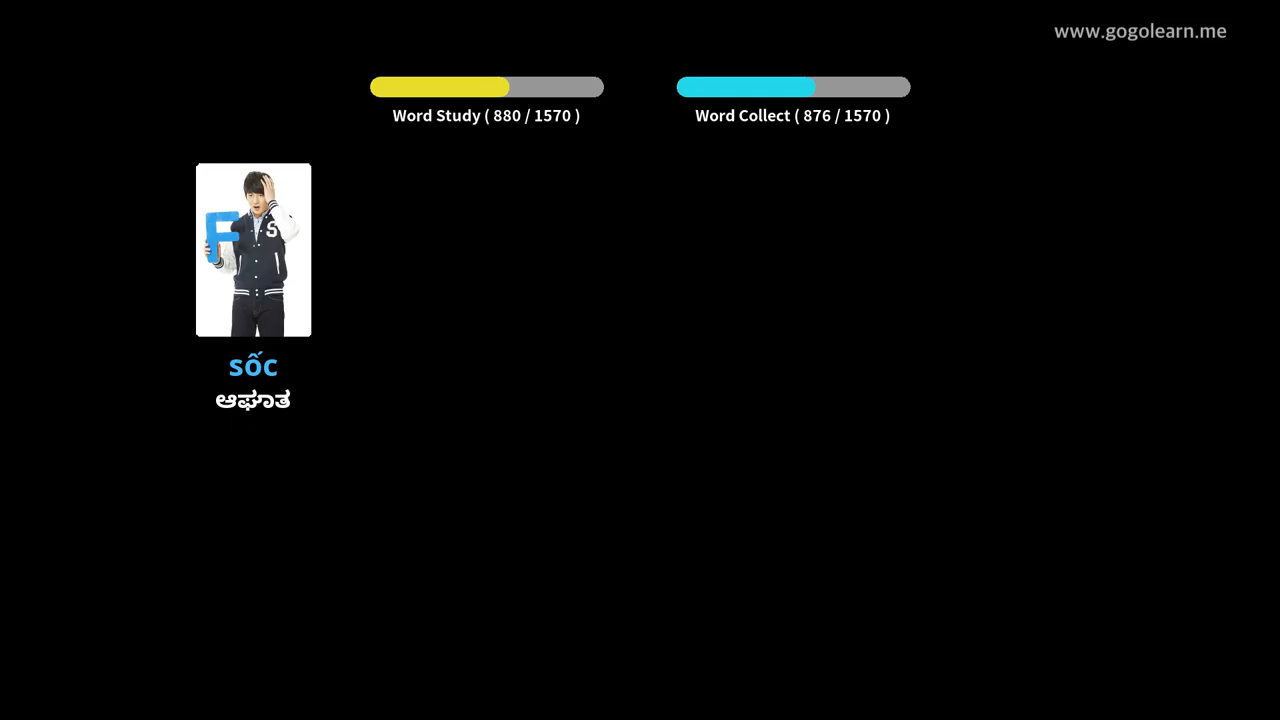 www.gogolearn.me
Word Study ( 880 / 1570 )
Word Collect ( 876 / 1570 )
F
S
sốc
ಆಘಾತ